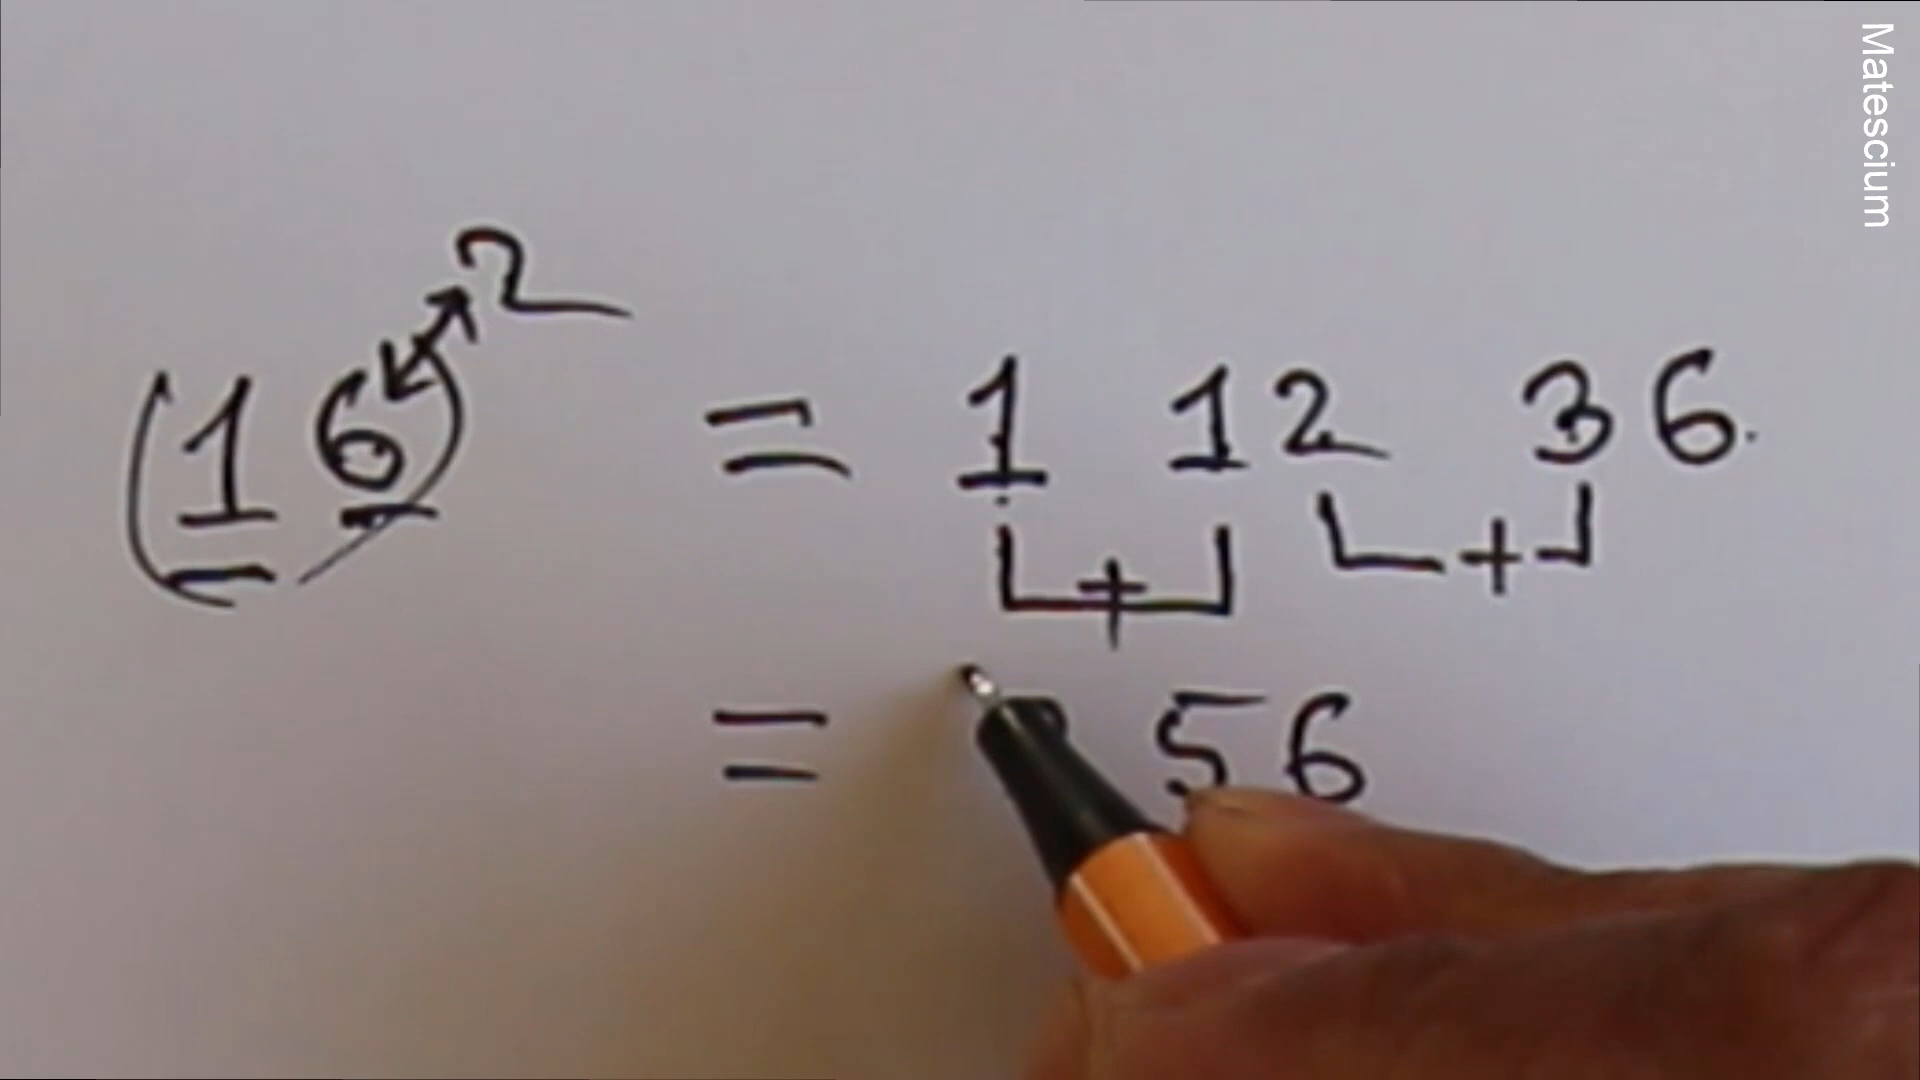 (16)² = 1 12 36
+ +
= 56
Matescium